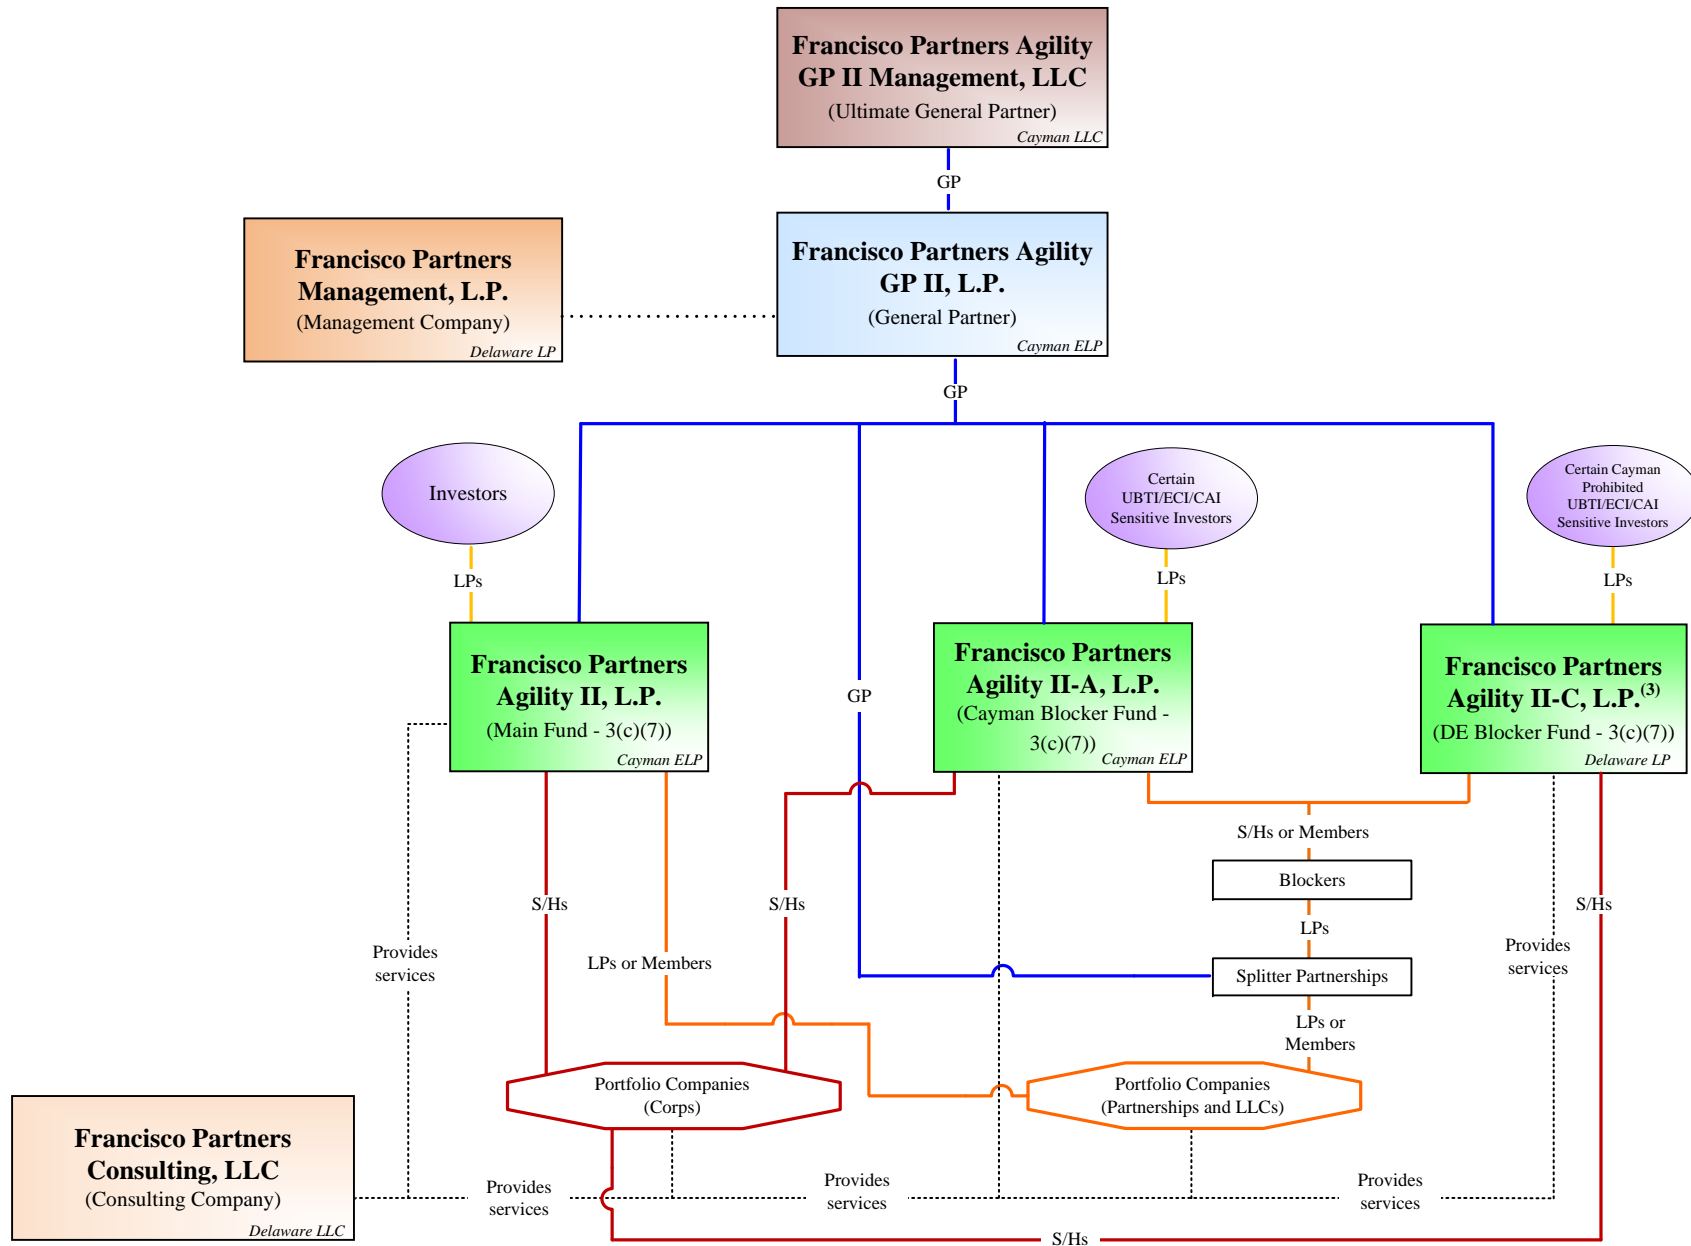 Francisco Partners Agility
GP II Management, LLC
(Ultimate General Partner)
Cayman LLC
GP
Francisco Partners
Management, L.P.
(Management Company)
Delaware LP
Francisco Partners Agility
GP II, L.P.
(General Partner)
Cayman ELP
GP
Investors
Certain
UBTI/ECI/CAI
Sensitive Investors
Certain Cayman
Prohibited
UBTI/ECI/CAI
Sensitive Investors
LPs
LPs
LPs
Francisco Partners
Agility II, L.P.
(Main Fund - 3(c)(7))
Cayman ELP
GP
Francisco Partners
Agility II-A, L.P.
(Cayman Blocker Fund -
3(c)(7))
Cayman ELP
Francisco Partners
Agility II-C, L.P.(3)
(DE Blocker Fund - 3(c)(7))
Delaware LP
S/Hs or Members
Blockers
S/Hs
S/Hs
S/Hs
LPs
Provides
services
LPs or Members
Splitter Partnerships
Provides
services
LPs or
Members
Portfolio Companies
(Corps)
Portfolio Companies
(Partnerships and LLCs)
Francisco Partners
Consulting, LLC
(Consulting Company)
Delaware LLC
Provides
services
Provides
services
Provides
services
S/Hs